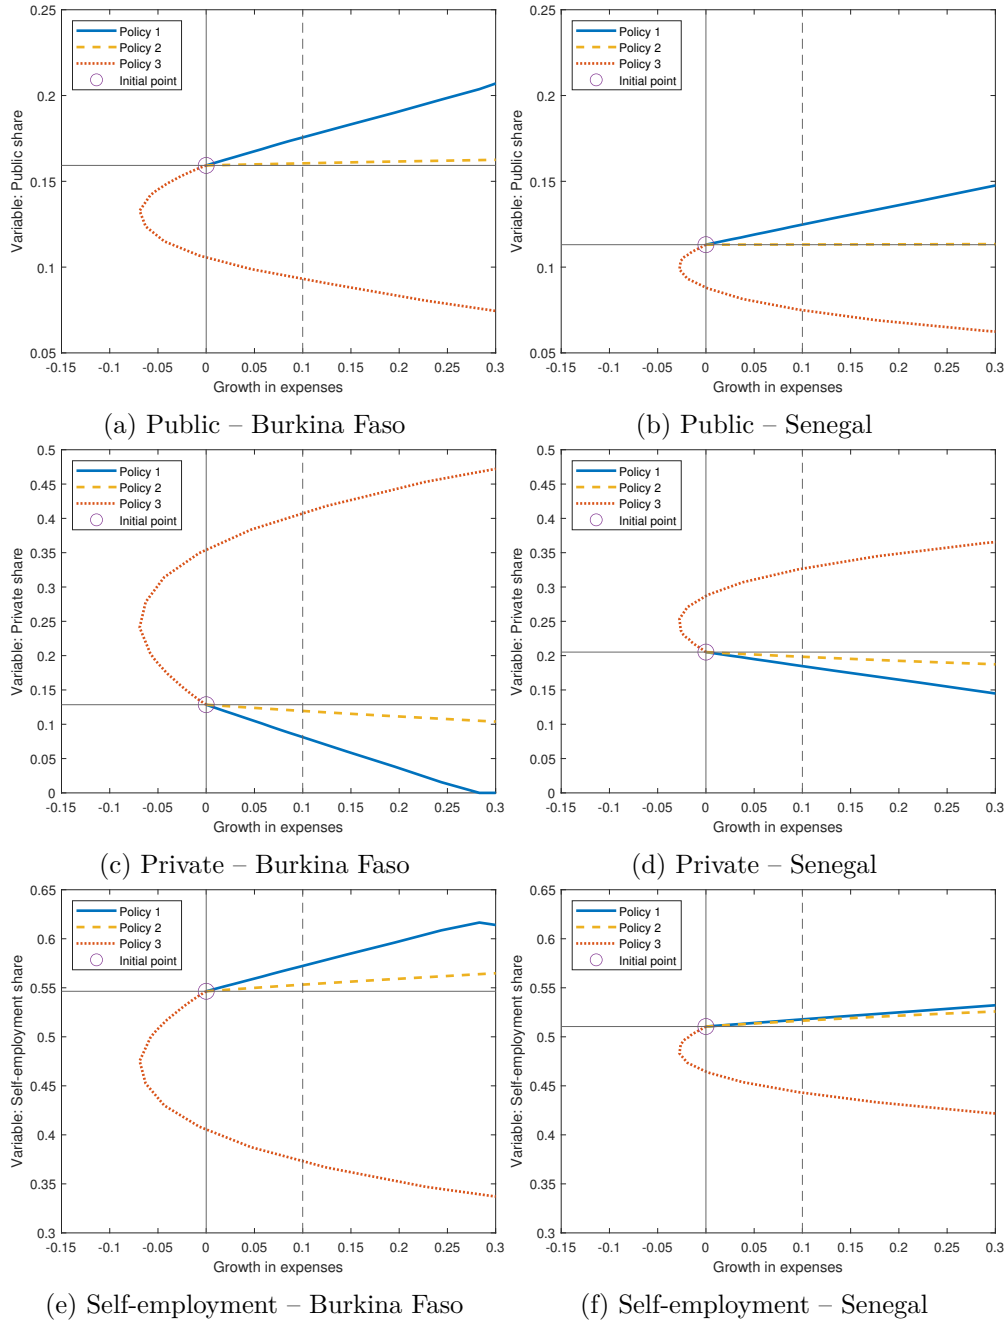 Variable: Public share
0.25
0.2
0.15
0.1
0.05
Policy 1
Policy 2
Policy 3
Initial point
-0.15 -0.1 -0.05 0 0.05 0.1 0.15 0.2 0.25 0.3
Growth in expenses
(a) Public – Burkina Faso
Variable: Public share
0.25
0.2
0.15
0.1
0.05
Policy 1
Policy 2
Policy 3
Initial point
-0.15 -0.1 -0.05 0 0.05 0.1 0.15 0.2 0.25 0.3
Growth in expenses
(b) Public – Senegal
Variable: Private share
0.5
0.45
0.4
0.35
0.3
0.25
0.2
0.15
0.1
0.05
0
Policy 1
Policy 2
Policy 3
Initial point
-0.15 -0.1 -0.05 0 0.05 0.1 0.15 0.2 0.25 0.3
Growth in expenses
(c) Private – Burkina Faso
Variable: Private share
0.5
0.45
0.4
0.35
0.3
0.25
0.2
0.15
0.1
0.05
0
Policy 1
Policy 2
Policy 3
Initial point
-0.15 -0.1 -0.05 0 0.05 0.1 0.15 0.2 0.25 0.3
Growth in expenses
(d) Private – Senegal
Variable: Self-employment share
0.65
0.6
0.55
0.5
0.45
0.4
0.35
0.3
Policy 1
Policy 2
Policy 3
Initial point
-0.15 -0.1 -0.05 0 0.05 0.1 0.15 0.2 0.25 0.3
Growth in expenses
(e) Self-employment – Burkina Faso
Variable: Self-employment share
0.65
0.6
0.55
0.5
0.45
0.4
0.35
0.3
Policy 1
Policy 2
Policy 3
Initial point
-0.15 -0.1 -0.05 0 0.05 0.1 0.15 0.2 0.25 0.3
Growth in expenses
(f) Self-employment – Senegal